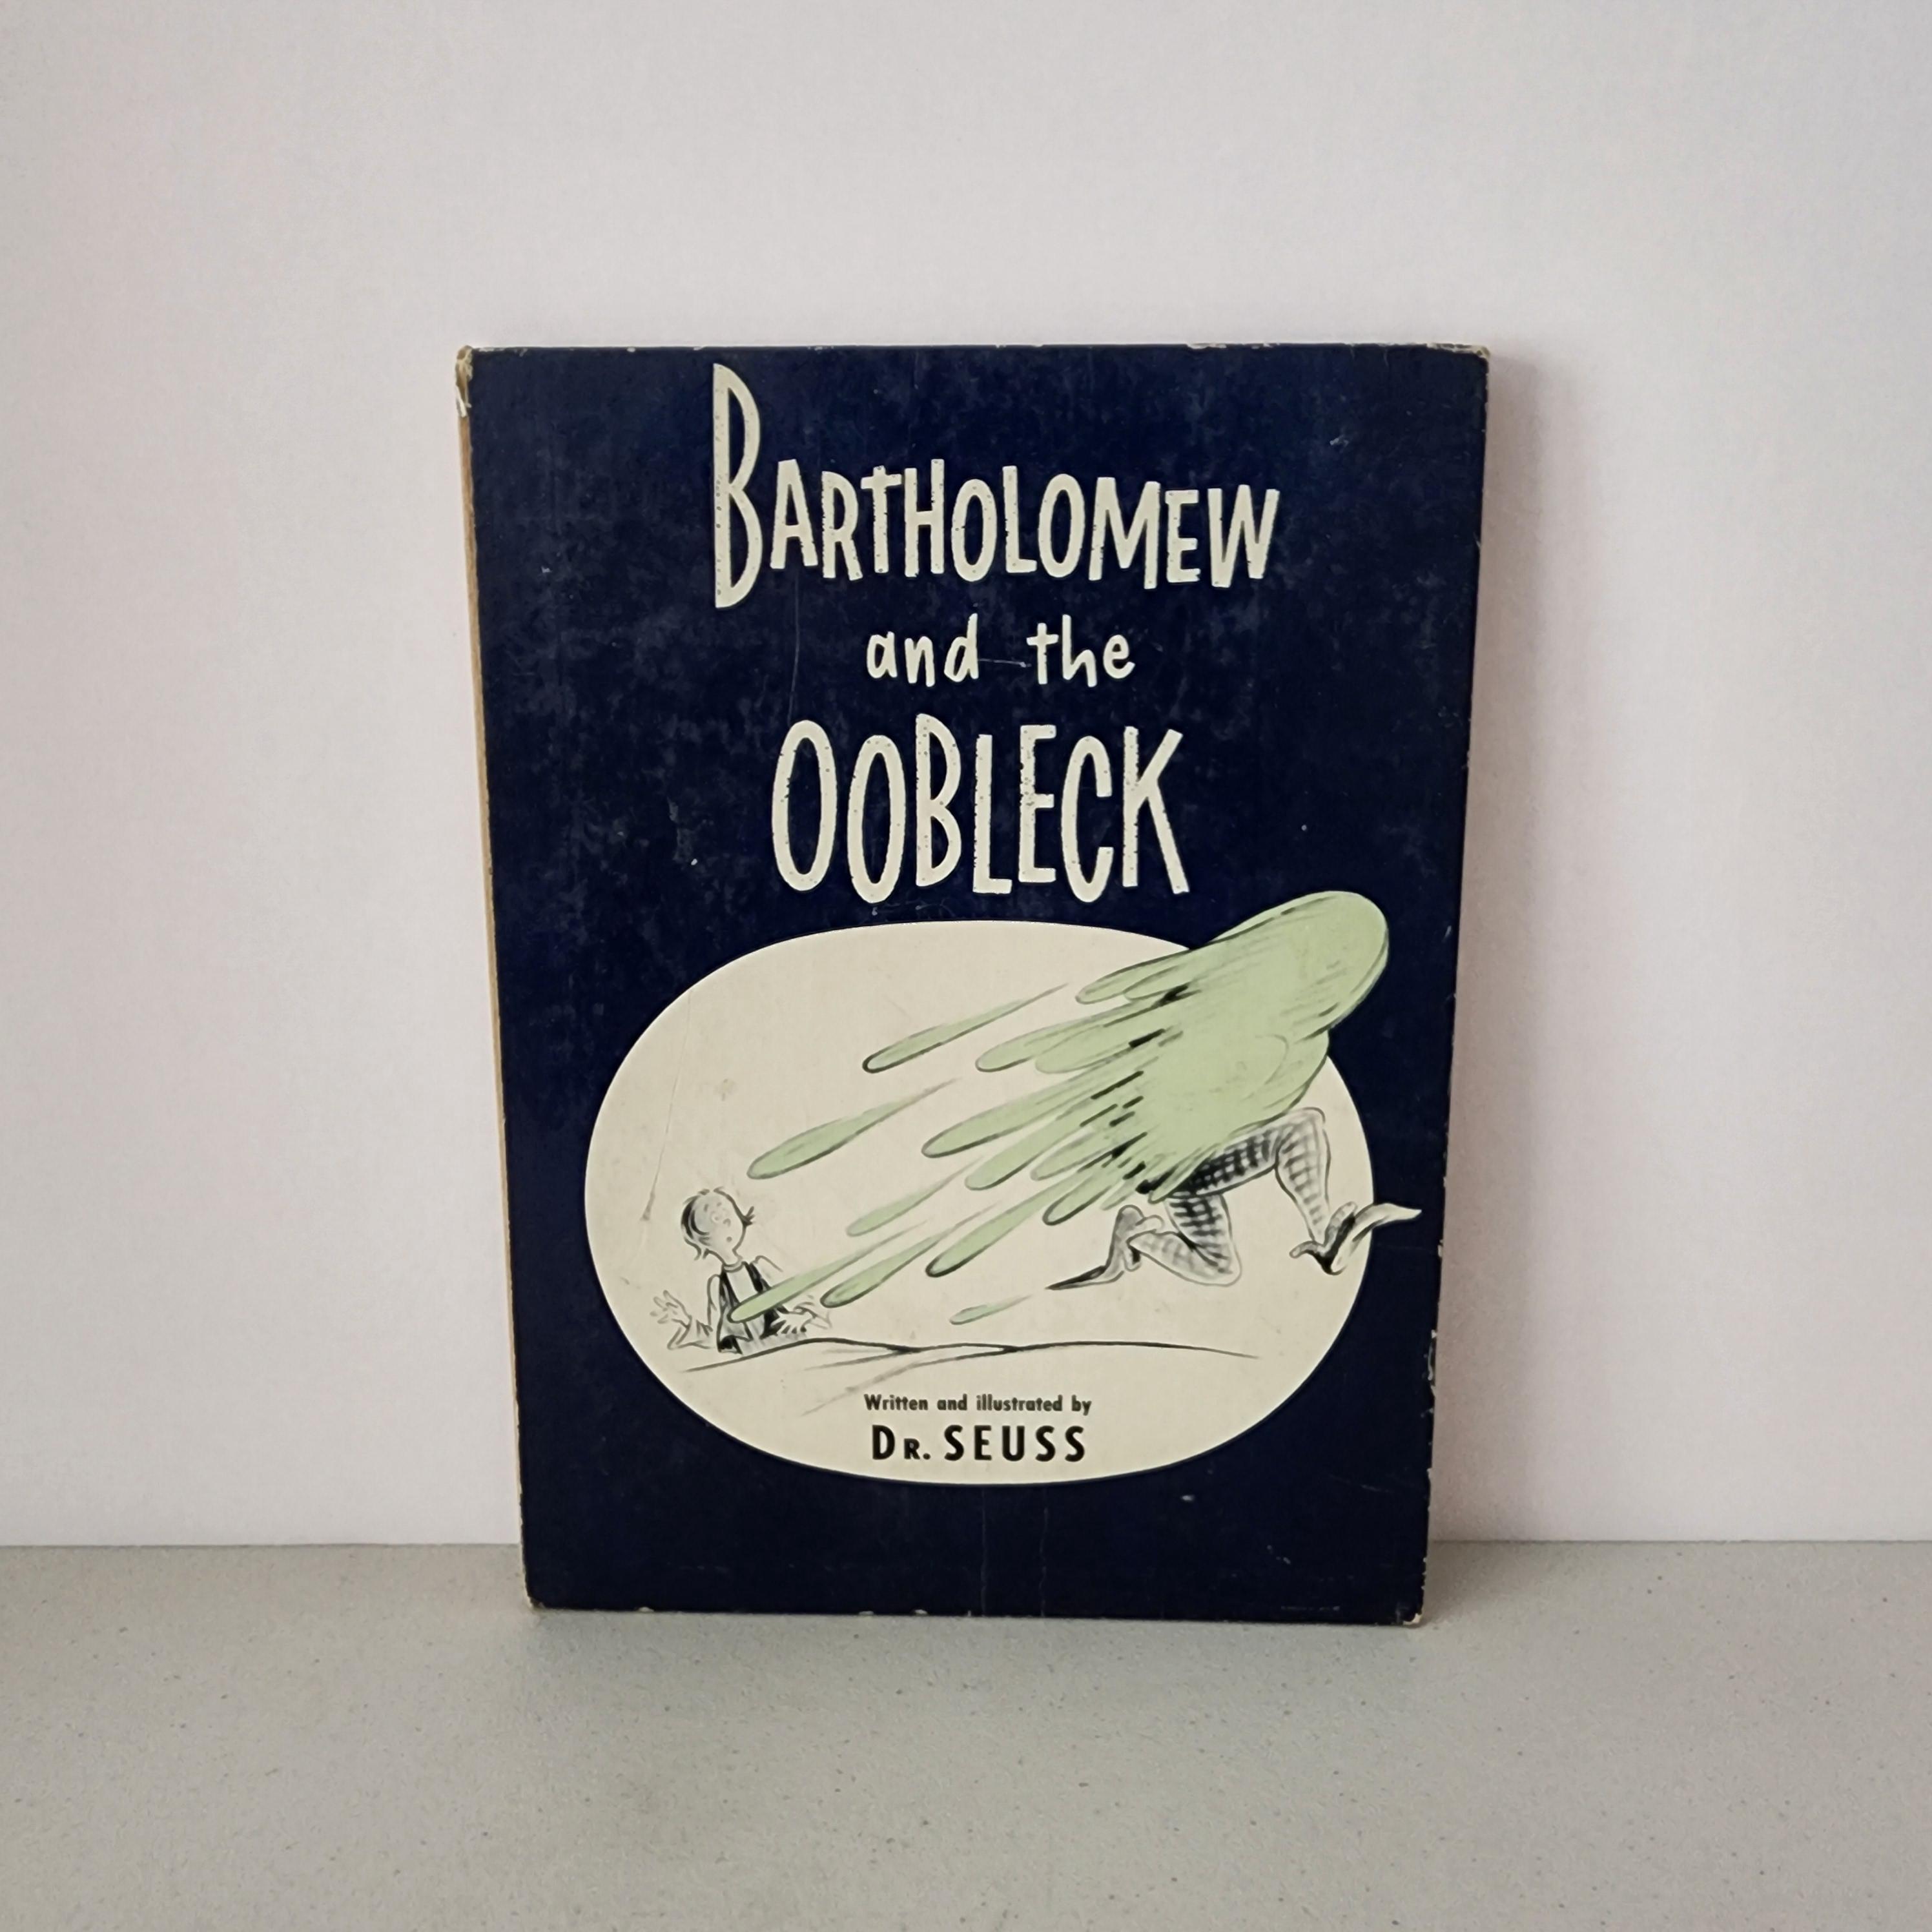 BARTHOLOMEW
and the
OOBLECK
Written and illustrated by
DR. SEUSS